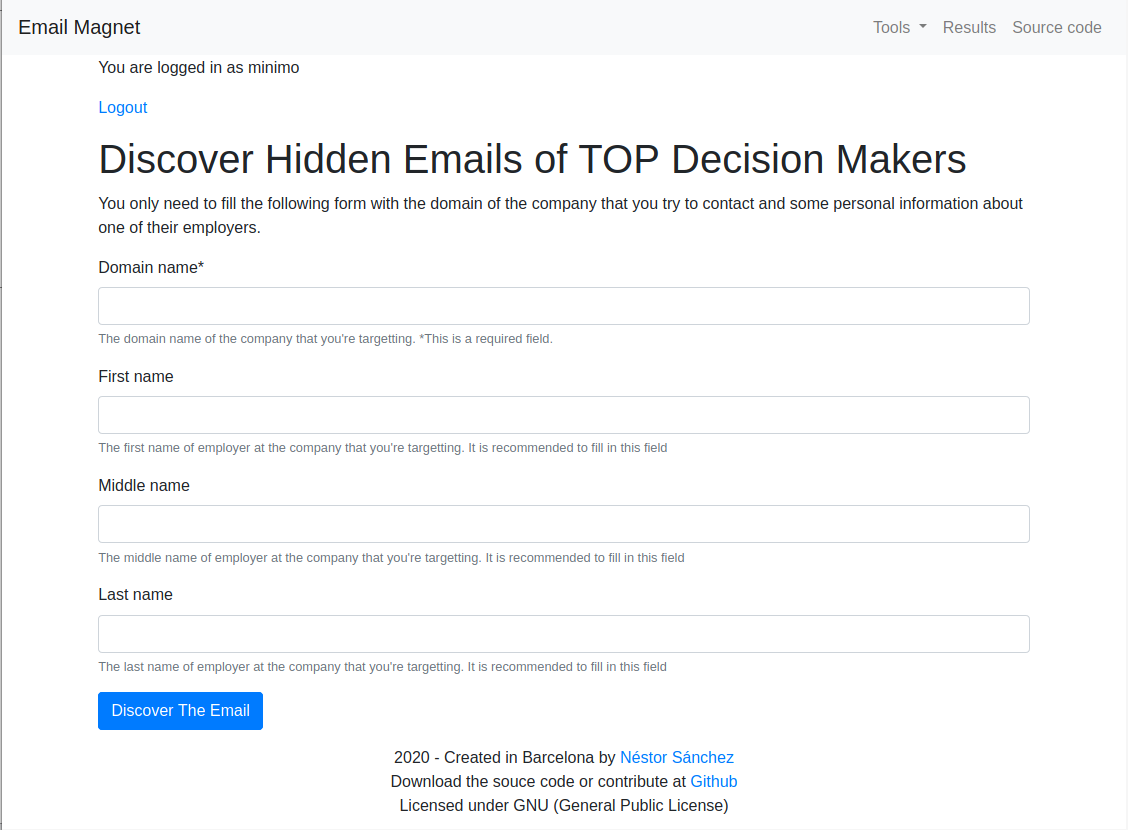 Email Magnet
Tools
Results
Source code
You are logged in as minimo
Logout
Discover Hidden Emails of TOP Decision Makers
You only need to fill the following form with the domain of the company that you try to contact and some personal information about
one of their employers.
Domain name*
The domain name of the company that you're targetting. *This is a required field.
First name
The first name of employer at the company that you're targetting. It is recommended to fill in this field
Middle name
The middle name of employer at the company that you're targetting. It is recommended to fill in this field
Last name
The last name of employer at the company that you're targetting. It is recommended to fill in this field
Discover The Email
2020 - Created in Barcelona by Néstor Sánchez
Download the souce code or contribute at Github
Licensed under GNU (General Public License)